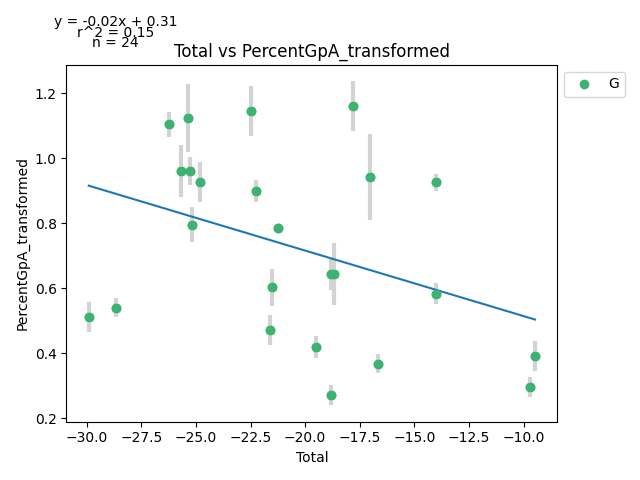 y = -0.02x + 0.31
r^2 = 0.15
n = 24
Total vs PercentGpA_transformed
G
PercentGpA_transformed
1.2
1.0
0.8
0.6
0.4
0.2
−30.0 −27.5 −25.0 −22.5 −20.0 −17.5 −15.0 −12.5 −10.0
Total